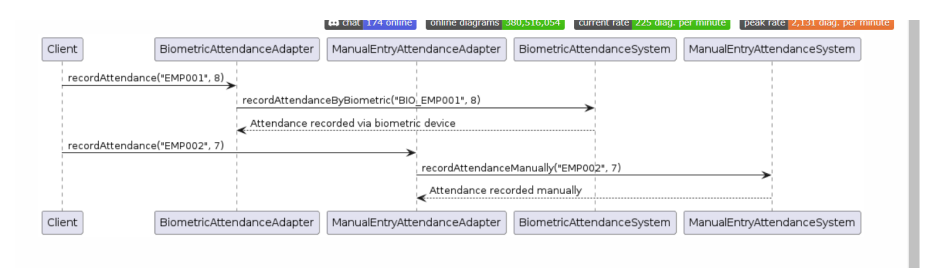 chat 174 online online diagrams 380,516,054 current rate 225 diag. per minute peak rate 2,131 diag. per minute
Client BiometricAttendanceAdapter ManualEntryAttendanceAdapter BiometricAttendanceSystem ManualEntryAttendanceSystem
recordAttendance("EMP001", 8)
recordAttendanceByBiometric("BIO_EMP001", 8)
Attendance recorded via biometric device
recordAttendance("EMP002", 7)
recordAttendanceManually("EMP002", 7)
Attendance recorded manually
Client BiometricAttendanceAdapter ManualEntryAttendanceAdapter BiometricAttendanceSystem ManualEntryAttendanceSystem